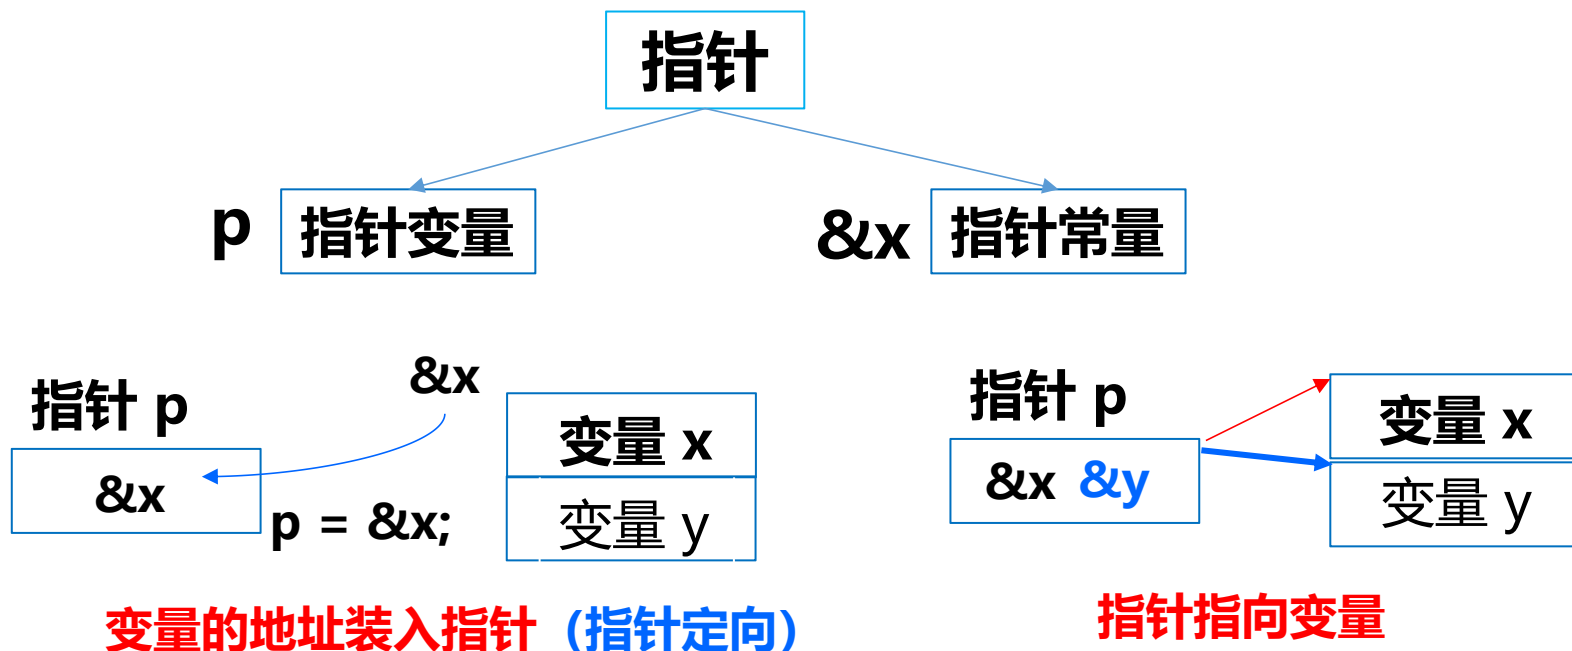 指针
p 指针变量
&x 指针常量
指针 p
&x
&x
p = &x;
变量 x
变量 y
变量的地址装入指针（指针定向）
指针 p
&x &y
变量 x
变量 y
指针指向变量